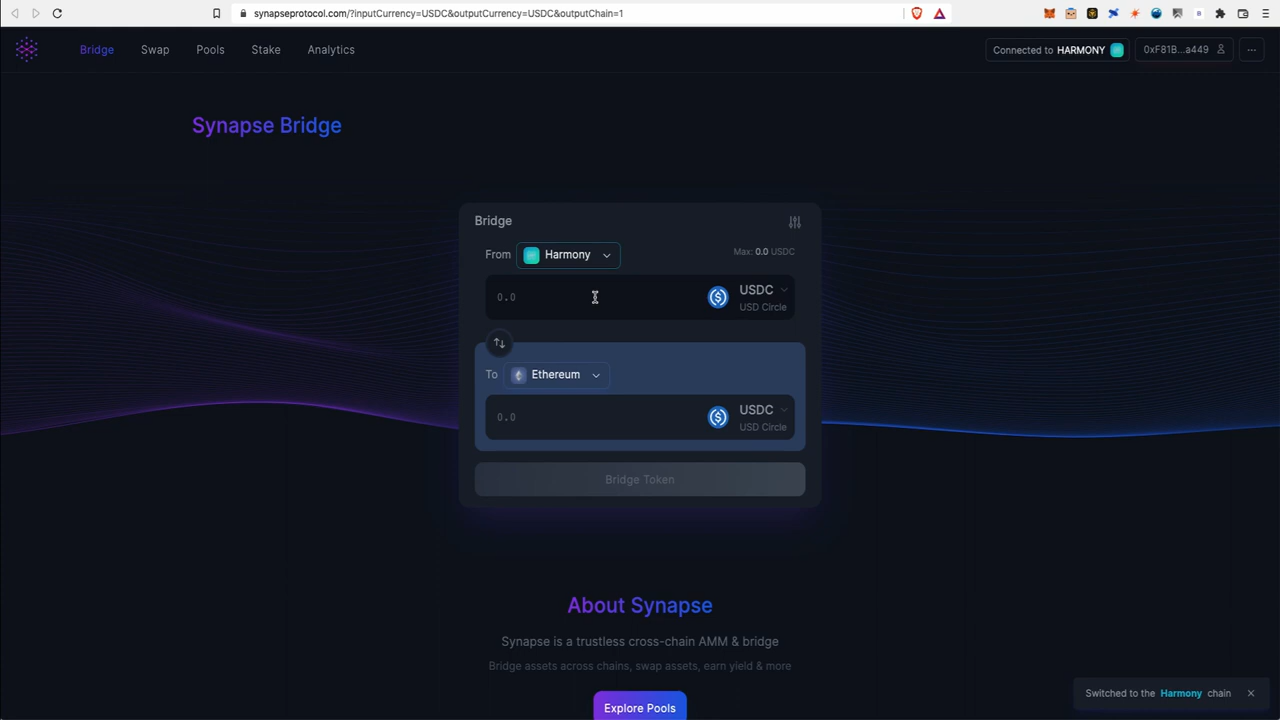 synapseprotocol.com/?inputCurrency=USDC&outputCurrency=USDC&outputChain=1
Bridge
Swap
Pools
Stake
Analytics
Connected to HARMONY
0xF81B...a449
Synapse Bridge
Bridge
From
Harmony
Max: 0.0 USDC
0.0
USDC
USD Circle
To
Ethereum
0.0
USDC
USD Circle
Bridge Token
About Synapse
Synapse is a trustless cross-chain AMM & bridge
Bridge assets across chains, swap assets, earn yield & more
Explore Pools
Switched to the Harmony chain